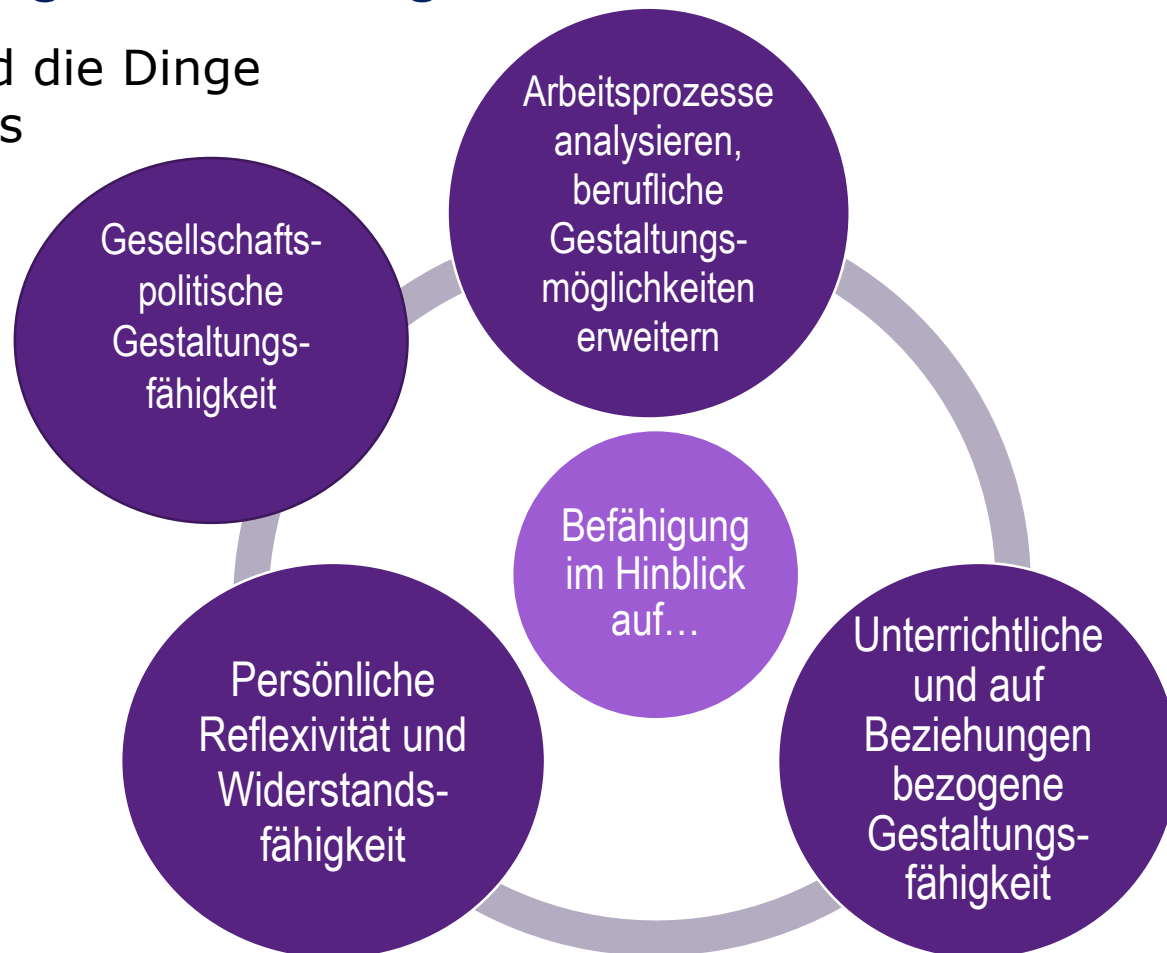 d die Dinge
s
Arbeitsprozesse
analysieren,
berufliche
Gestaltungs-
möglichkeiten
erweitern
Gesellschafts-
politische
Gestaltungs-
fähigkeit
Befähigung
im Hinblick
auf…
Unterrichtliche
und auf
Beziehungen
bezogene
Gestaltungs-
fähigkeit
Persönliche
Reflexivität und
Widerstands-
fähigkeit